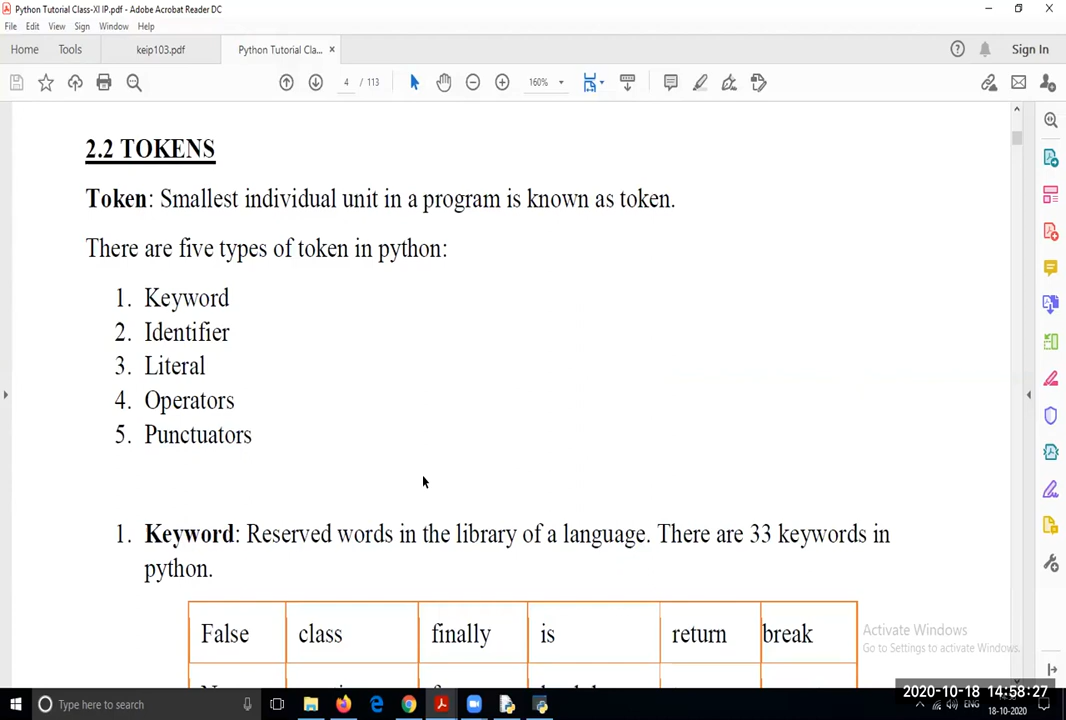 Python Tutorial Class-XI IP.pdf - Adobe Acrobat Reader DC
File Edit View Sign Window Help
Home Tools keip103.pdf Python Tutorial Cla... × Sign In
4 / 113 160%
2.2 TOKENS
Token: Smallest individual unit in a program is known as token.
There are five types of token in python:
1. Keyword
2. Identifier
3. Literal
4. Operators
5. Punctuators
1. Keyword: Reserved words in the library of a language. There are 33 keywords in
python.
False class finally is return break
Activate Windows
Go to Settings to activate Windows.
2020-10-18 14:58:27
Type here to search
ENG
18-10-2020